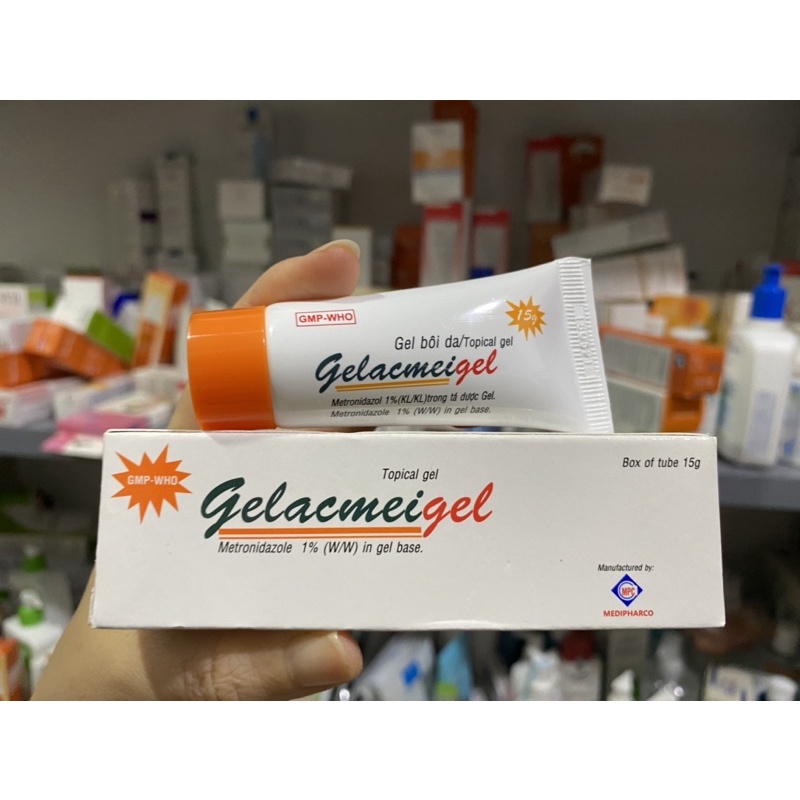 GMP-WHO
15g
Gel bôi da/Topical gel
Gelacmeigel
Metronidazol 1%(KL/KL)trong tá dược Gel.
Metronidazole 1% (W/W) in gel base.
GMP-WHO
Topical gel
Box of tube 15g
Gelacmeigel
Metronidazole 1% (W/W) in gel base.
Manufactured by:
MPC
MEDIPHARCO